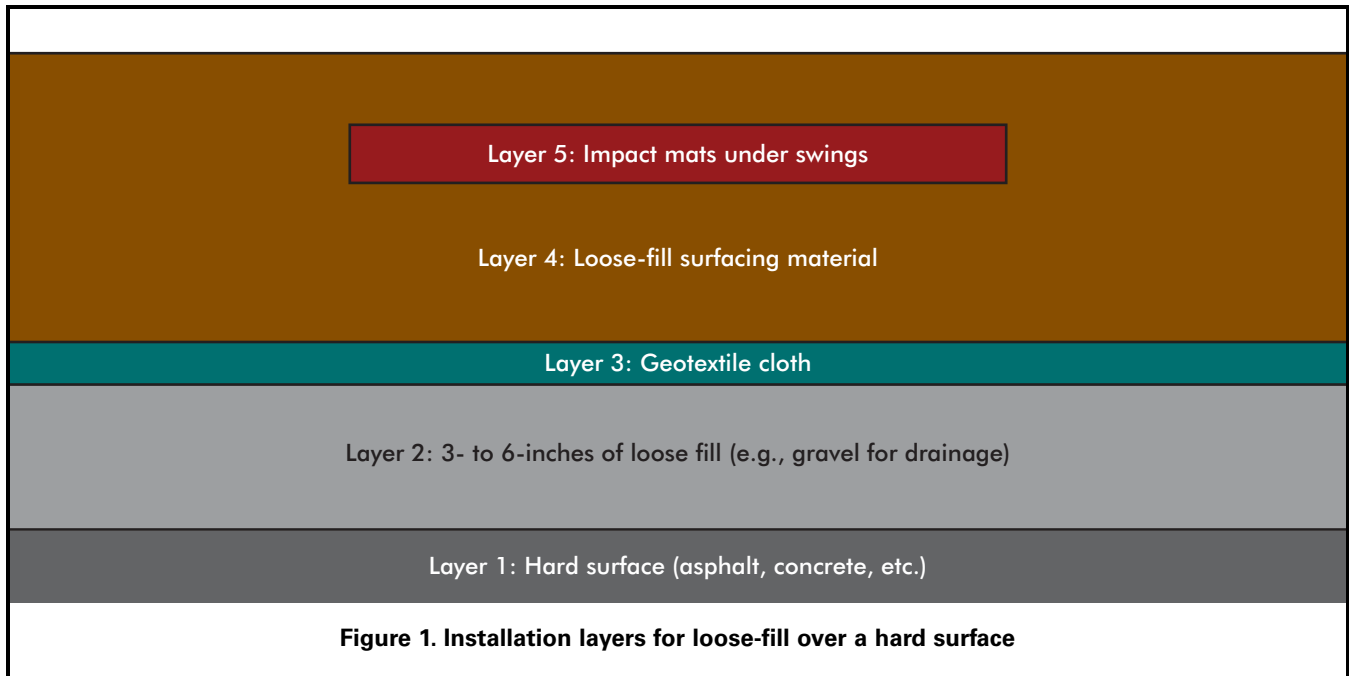 Layer 5: Impact mats under swings
Layer 4: Loose-fill surfacing material
Layer 3: Geotextile cloth
Layer 2: 3- to 6-inches of loose fill (e.g., gravel for drainage)
Layer 1: Hard surface (asphalt, concrete, etc.)
Figure 1. Installation layers for loose-fill over a hard surface